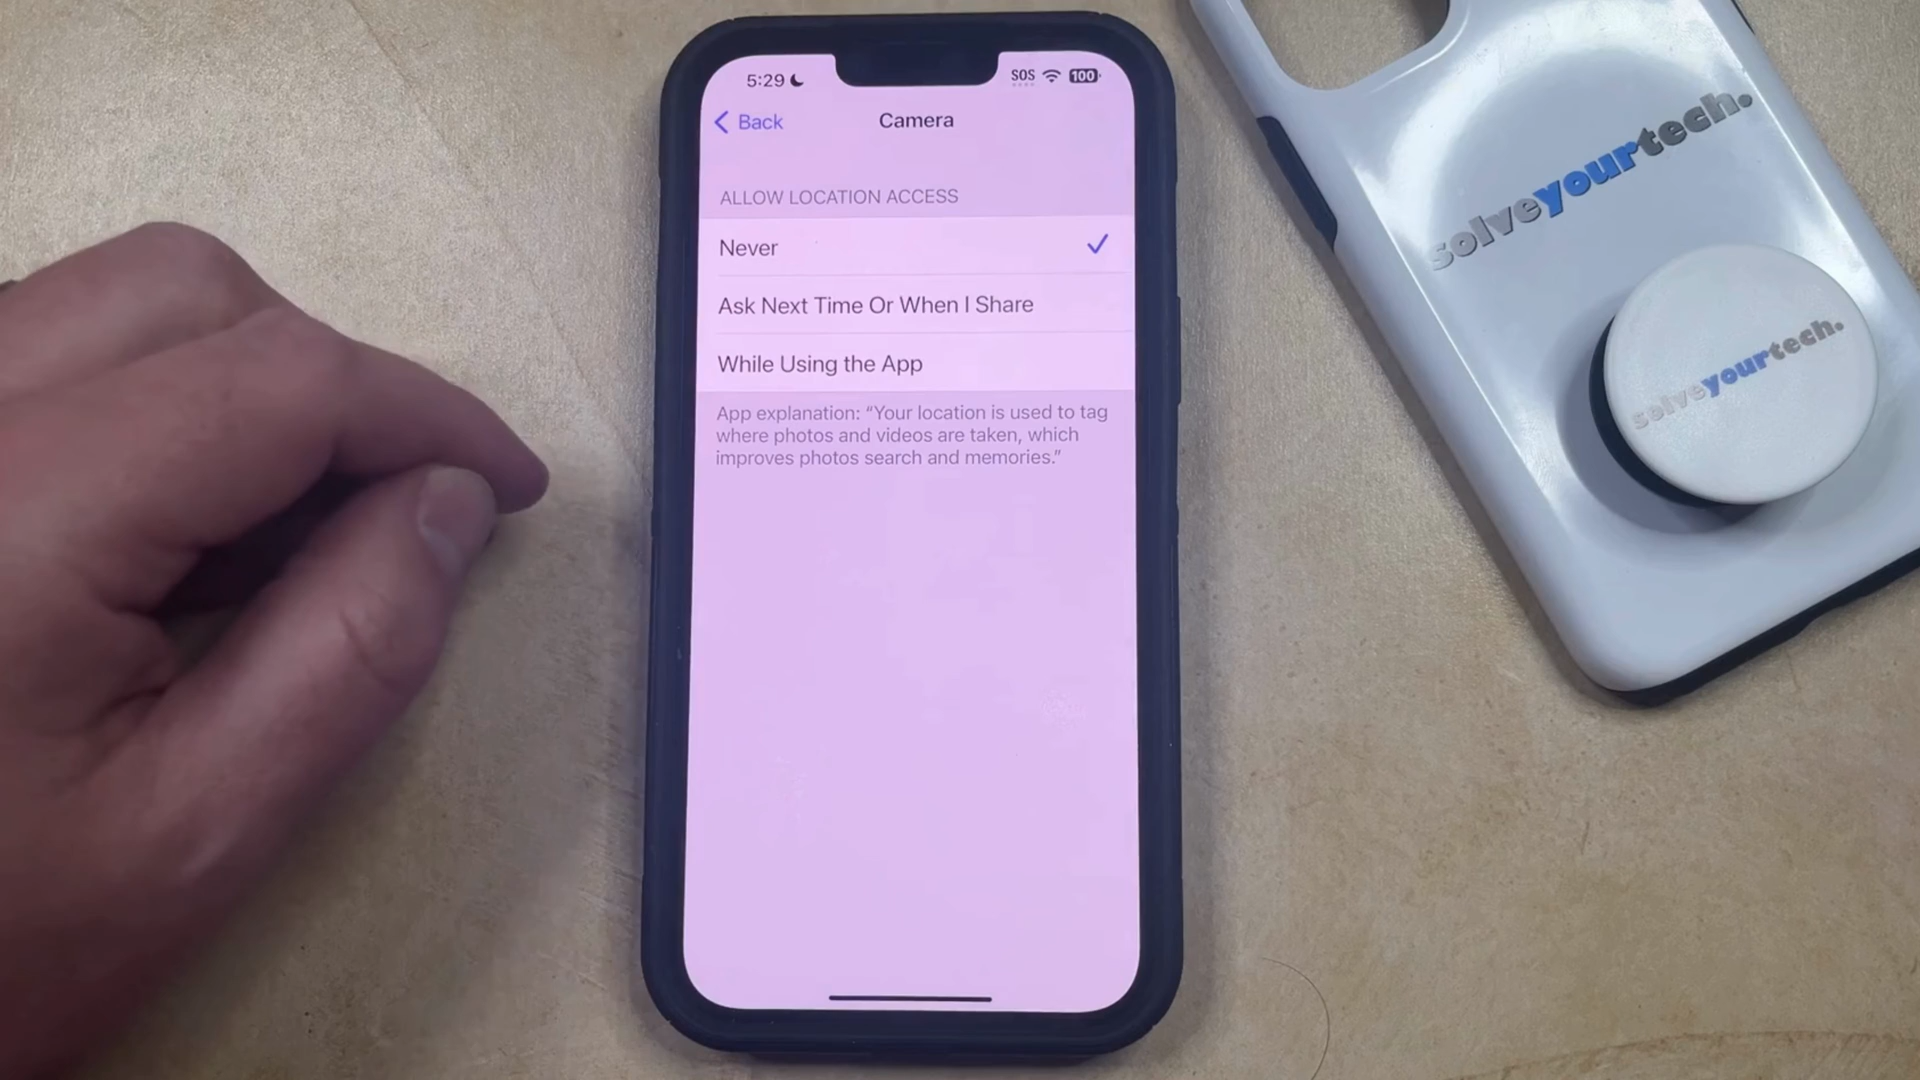 5:29
SOS
100
Back
Camera
ALLOW LOCATION ACCESS
Never
Ask Next Time Or When I Share
While Using the App
App explanation: “Your location is used to tag
where photos and videos are taken, which
improves photos search and memories.”
solveyourtech.
solveyourtech.